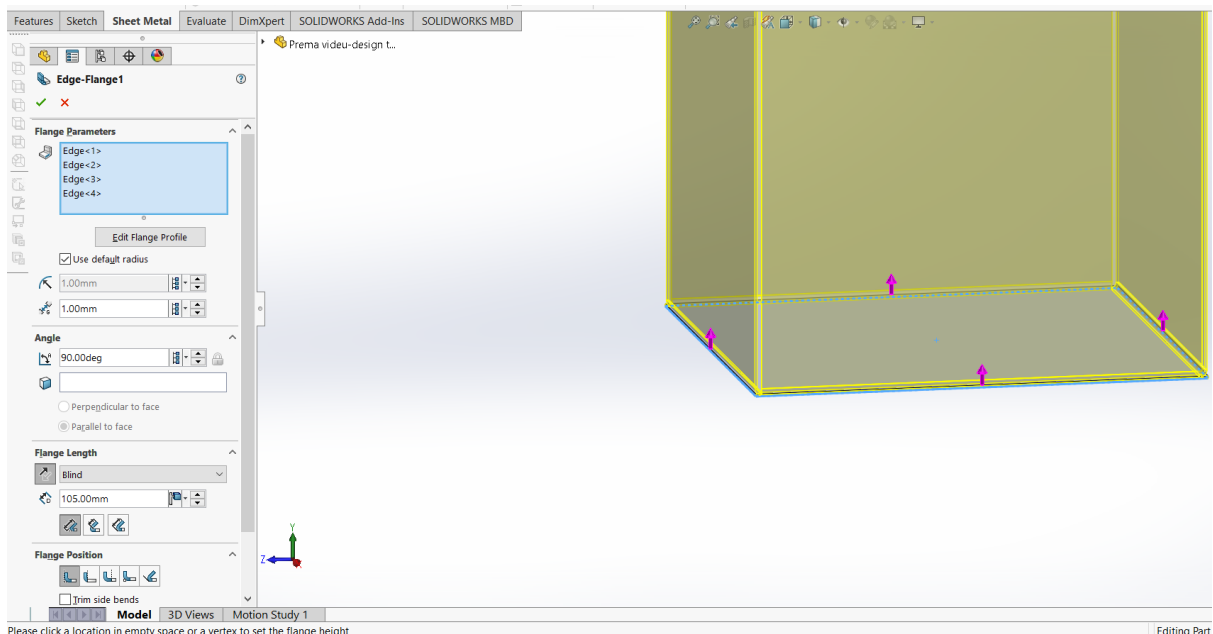 Features Sketch Sheet Metal Evaluate DimXpert SOLIDWORKS Add-Ins SOLIDWORKS MBD
Prema videu-design t...
Edge-Flange1
Flange Parameters
Edge<1>
Edge<2>
Edge<3>
Edge<4>
Edit Flange Profile
Use default radius
1.00mm
1.00mm
Angle
90.00deg
Perpendicular to face
Parallel to face
Flange Length
Blind
105.00mm
Flange Position
Trim side bends
Y
Z
Model 3D Views Motion Study 1
Please click a location in empty space or a vertex to set the flange height
Editing Part